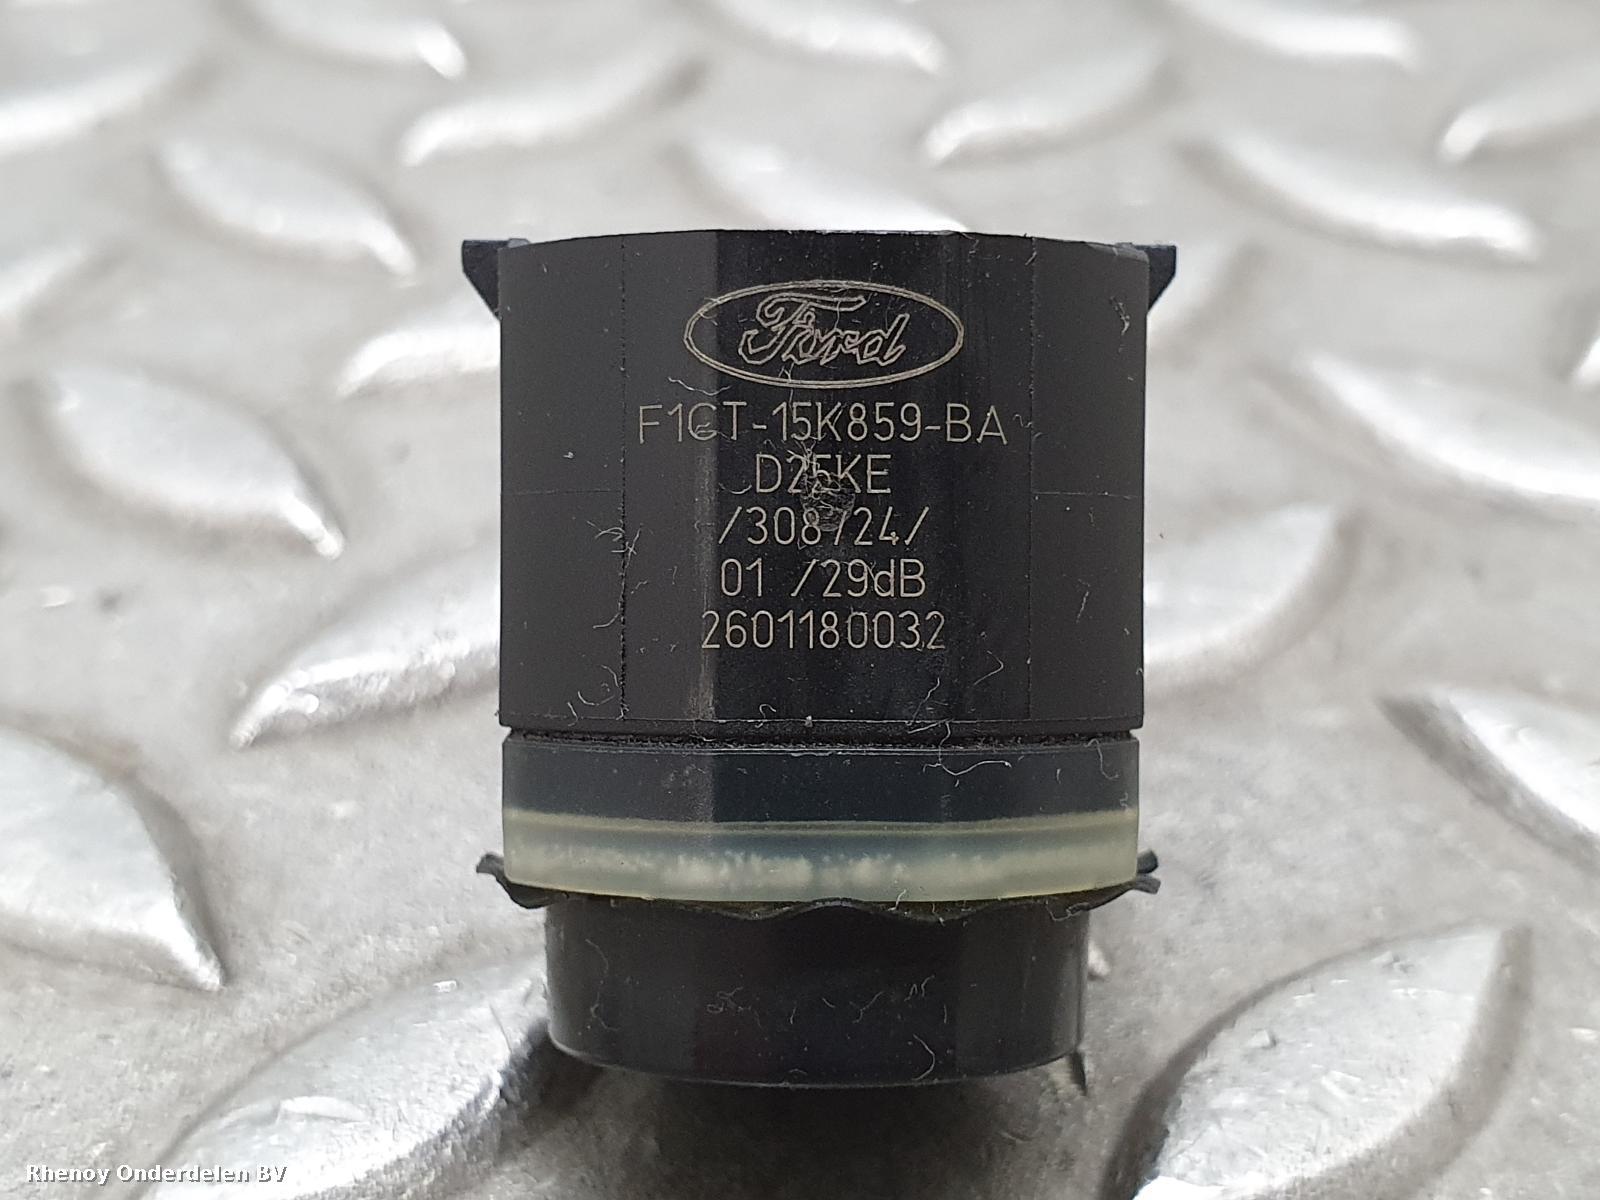 Ford
F1CT-15K859-BA
D25KE
/308/24/
01 /29dB
2601180032
Rhenoy Onderdelen BV